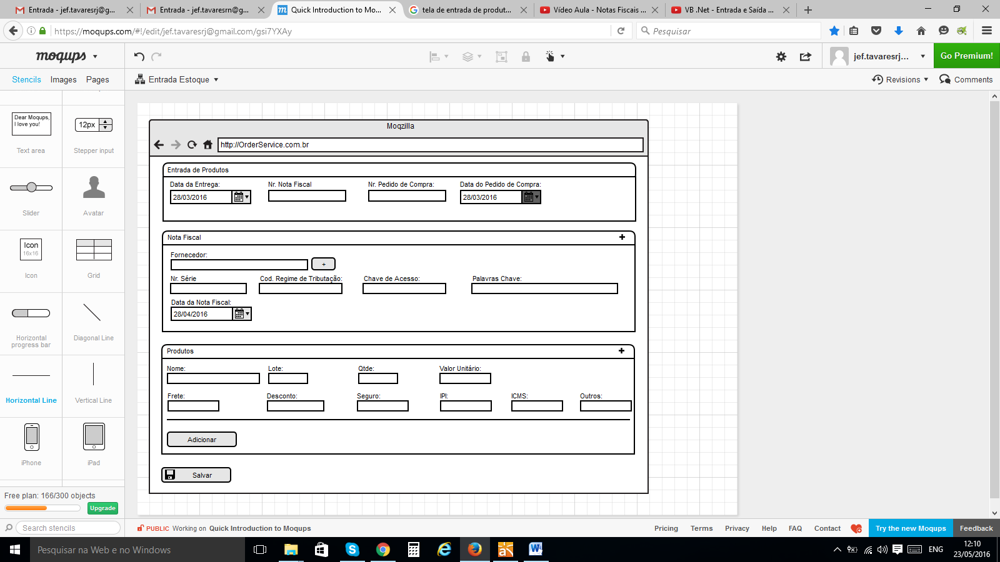 Entrada - jef.tavaresrj@g...
Entrada - jef.tavaresrn@g...
Quick Introduction to Mo...
tela de entrada de produt...
Vídeo Aula - Notas Fiscais ...
VB .Net - Entrada e Saída ...
https://moqups.com/#!/edit/jef.tavaresrj@gmail.com/gsi7YXAy
Pesquisar
moqups
jef.tavaresrj...
Go Premium!
Stencils Images Pages
Entrada Estoque
Revisions
Comments
Dear Moqups,
I love you!
12px
Text area
Stepper input
Slider
Avatar
Icon
16x16
Icon
Grid
Horizontal
progress bar
Diagonal Line
Horizontal Line
Vertical Line
iPhone
iPad
Free plan: 166/300 objects
Upgrade
Search stencils
Moqzilla
http://OrderService.com.br
Entrada de Produtos
Data da Entrega:
Nr. Nota Fiscal
Nr. Pedido de Compra:
Data do Pedido de Compra:
28/03/2016
28/03/2016
Nota Fiscal
Fornecedor:
+
Nr. Série
Cod. Regime de Tributação:
Chave de Acesso:
Palavras Chave:
Data da Nota Fiscal:
28/04/2016
Produtos
Nome:
Lote:
Qtde:
Valor Unitário:
Frete:
Desconto:
Seguro:
IPI:
ICMS:
Outros:
Adicionar
Salvar
PUBLIC Working on Quick Introduction to Moqups
Pricing Terms Privacy Help FAQ Contact
Try the new Moqups
Feedback
Pesquisar na Web e no Windows
ENG
12:10
23/05/2016